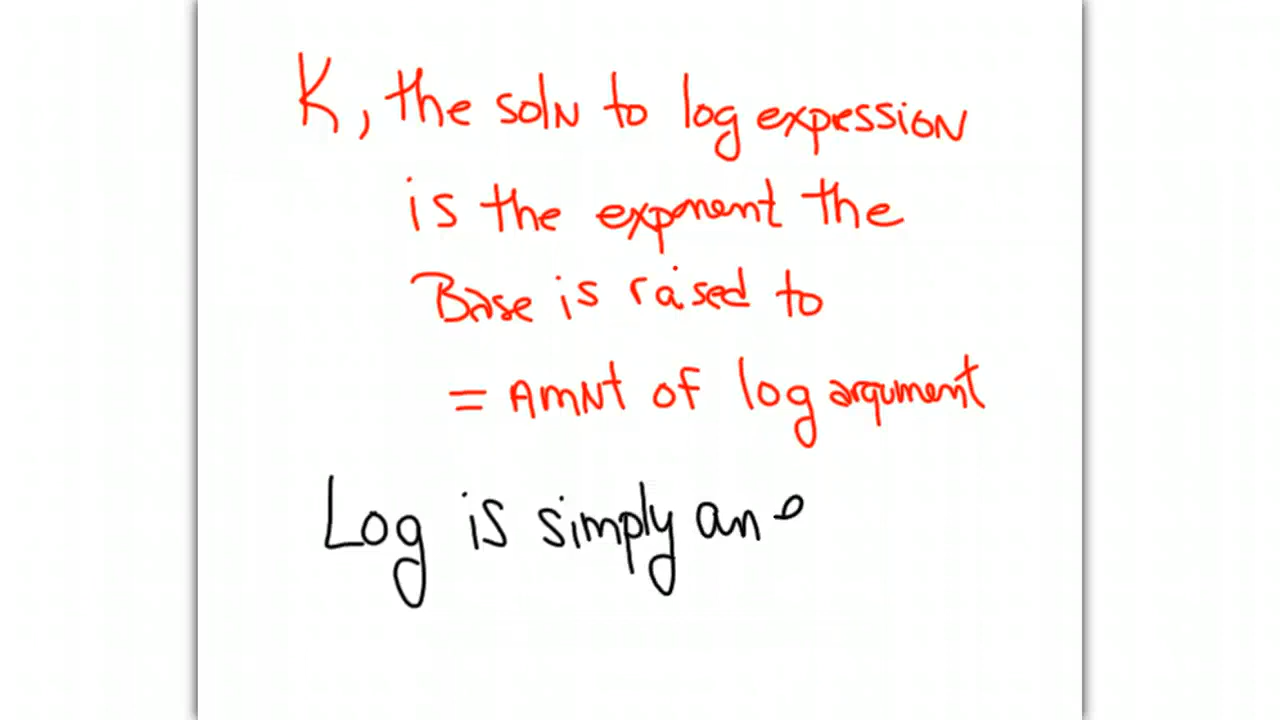 K, the soln to log expession
is the exponent the
Base is raised to
= AMNT of log argument
Log is simply an